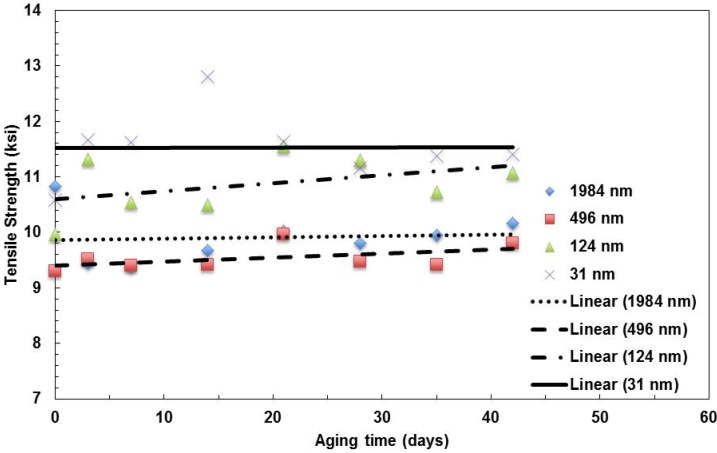 14
13
12
11
10
9
8
7
Tensile Strength (ksi)
0
10
20
30
40
50
60
Aging time (days)
1984 nm
496 nm
124 nm
31 nm
Linear (1984 nm)
Linear (496 nm)
Linear (124 nm)
Linear (31 nm)